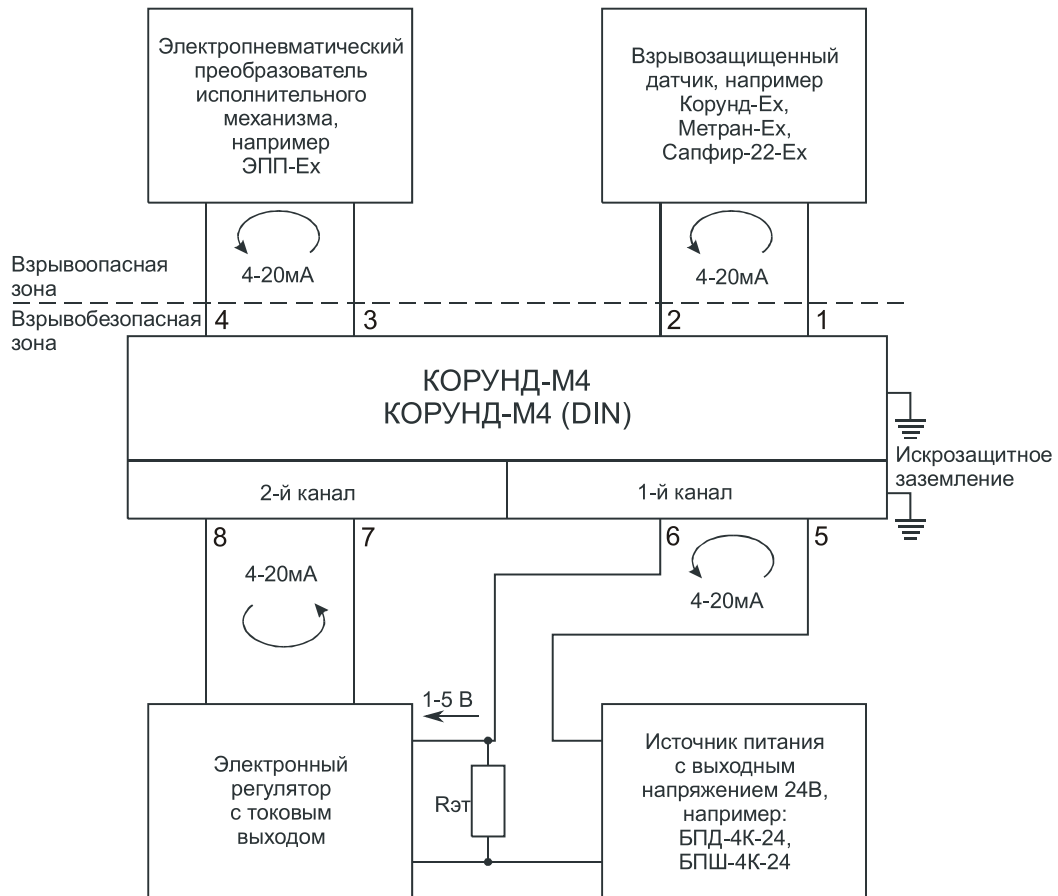 Электропневматический
преобразователь
исполнительного
механизма,
например
ЭПП-Ех
Взрывозащищенный
датчик, например
Корунд-Ех,
Метран-Ех,
Сапфир-22-Ех
4-20мА
4-20мА
Взрывоопасная
зона
Взрывобезопасная
зона
4
3
2
1
КОРУНД-М4
КОРУНД-М4 (DIN)
Искрозащитное
заземление
2-й канал
1-й канал
8
7
6
5
4-20мА
4-20мА
1-5 В
Электронный
регулятор
с токовым
выходом
Rэт
Источник питания
с выходным
напряжением 24В,
например:
БПД-4К-24,
БПШ-4К-24